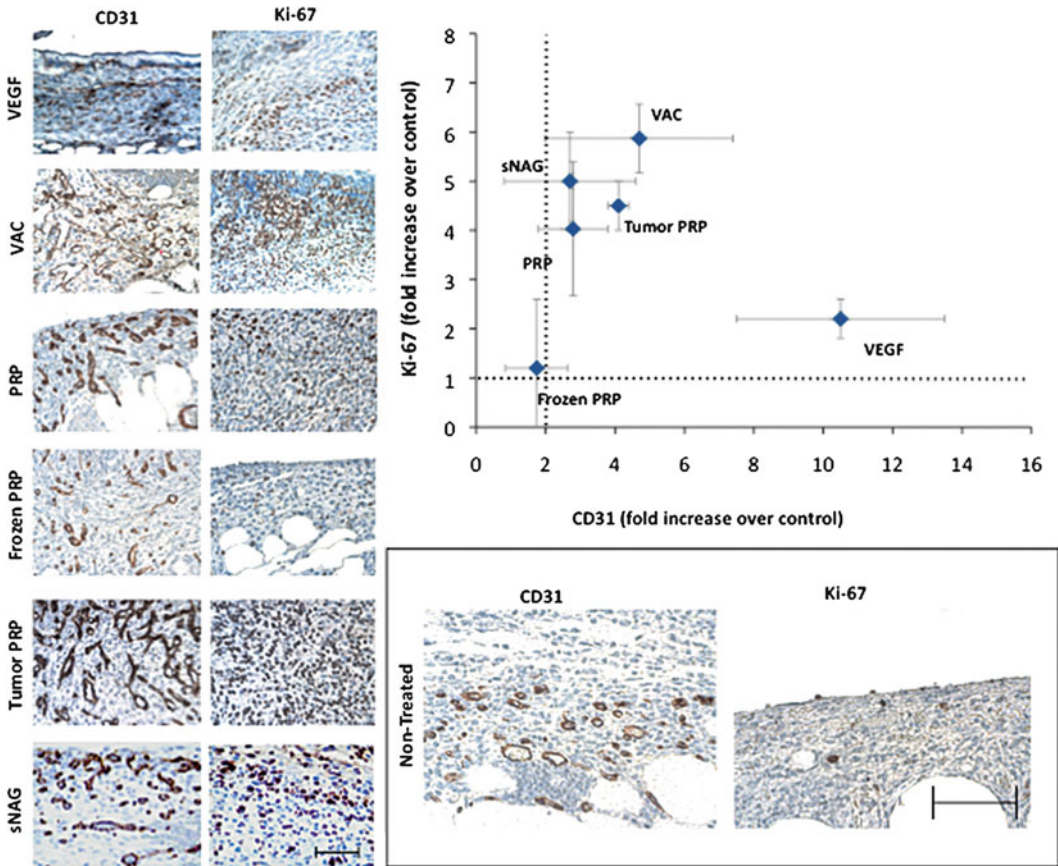 CD31
Ki-67
VEGF
VAC
PRP
Frozen PRP
Tumor PRP
sNAG
Ki-67 (fold increase over control)
8
7
6
5
4
3
2
1
0
VAC
sNAG
Tumor PRP
PRP
VEGF
Frozen PRP
0 2 4 6 8 10 12 14 16
CD31 (fold increase over control)
CD31
Ki-67
Non-Treated